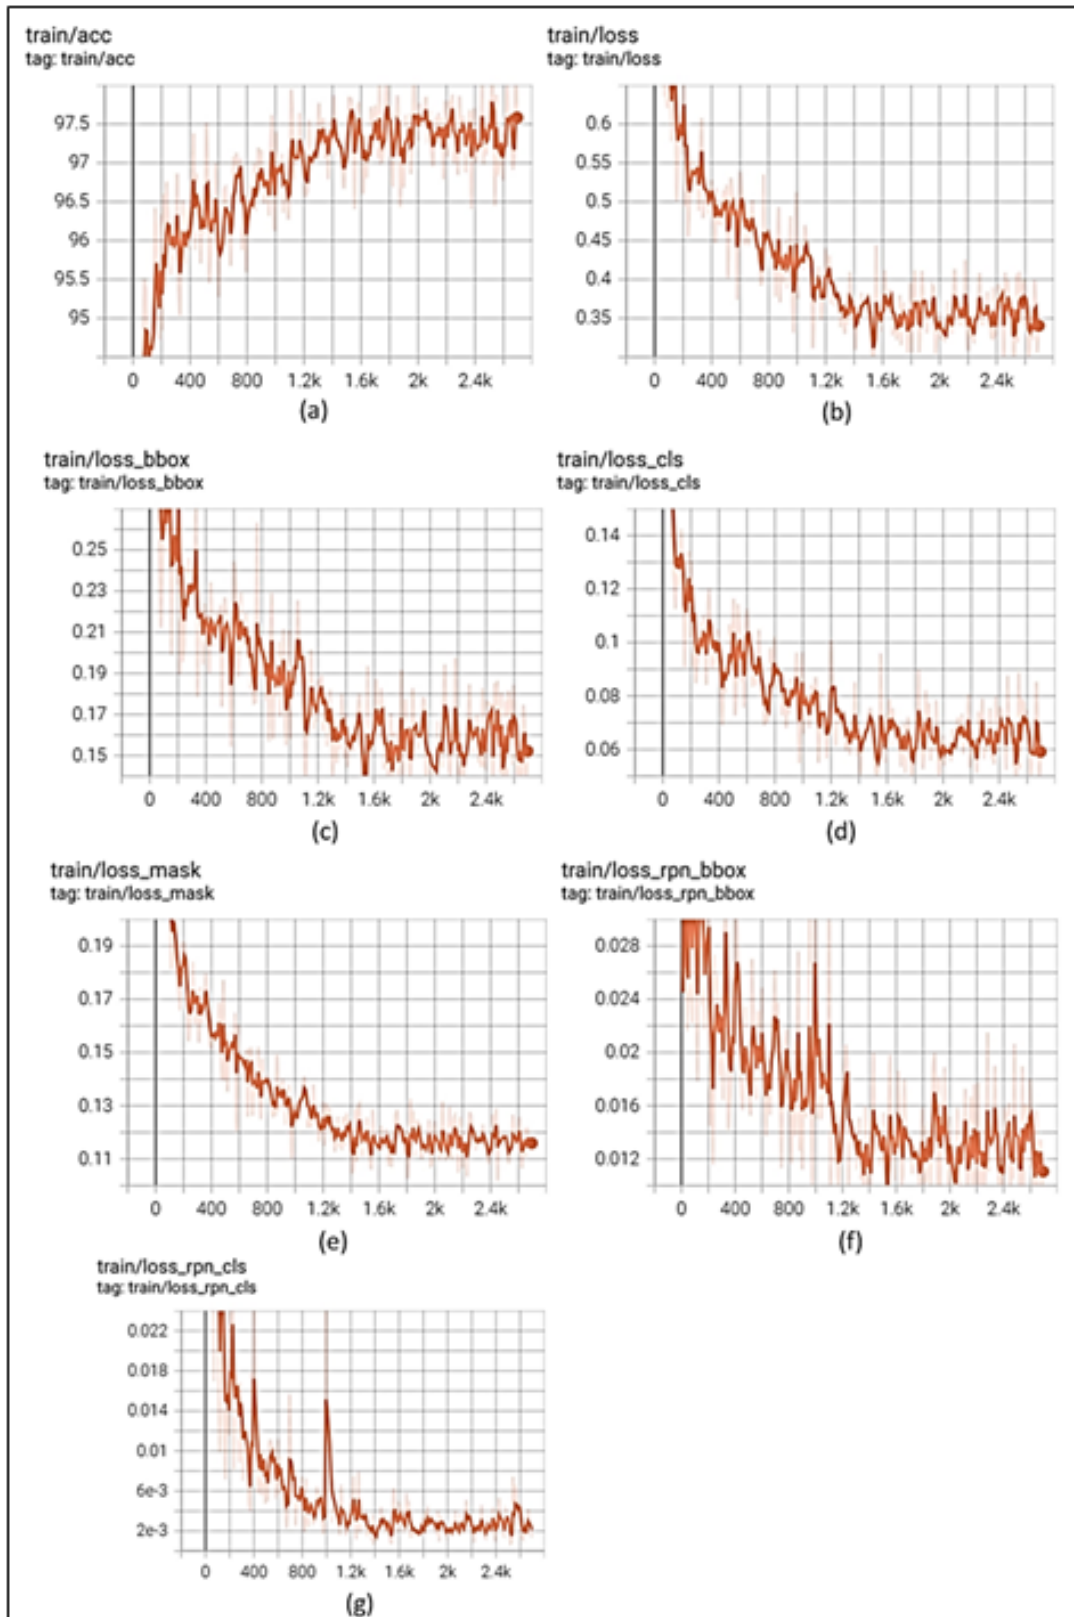 train/acc
tag: train/acc
97.5
97
96.5
96
95.5
95
0 400 800 1.2k 1.6k 2k 2.4k
(a)
train/loss
tag: train/loss
0.6
0.55
0.5
0.45
0.4
0.35
0 400 800 1.2k 1.6k 2k 2.4k
(b)
train/loss_bbox
tag: train/loss_bbox
0.25
0.23
0.21
0.19
0.17
0.15
0 400 800 1.2k 1.6k 2k 2.4k
(c)
train/loss_cls
tag: train/loss_cls
0.14
0.12
0.1
0.08
0.06
0 400 800 1.2k 1.6k 2k 2.4k
(d)
train/loss_mask
tag: train/loss_mask
0.19
0.17
0.15
0.13
0.11
0 400 800 1.2k 1.6k 2k 2.4k
(e)
train/loss_rpn_bbox
tag: train/loss_rpn_bbox
0.028
0.024
0.02
0.016
0.012
0 400 800 1.2k 1.6k 2k 2.4k
(f)
train/loss_rpn_cls
tag: train/loss_rpn_cls
0.022
0.018
0.014
0.01
6e-3
2e-3
0 400 800 1.2k 1.6k 2k 2.4k
(g)